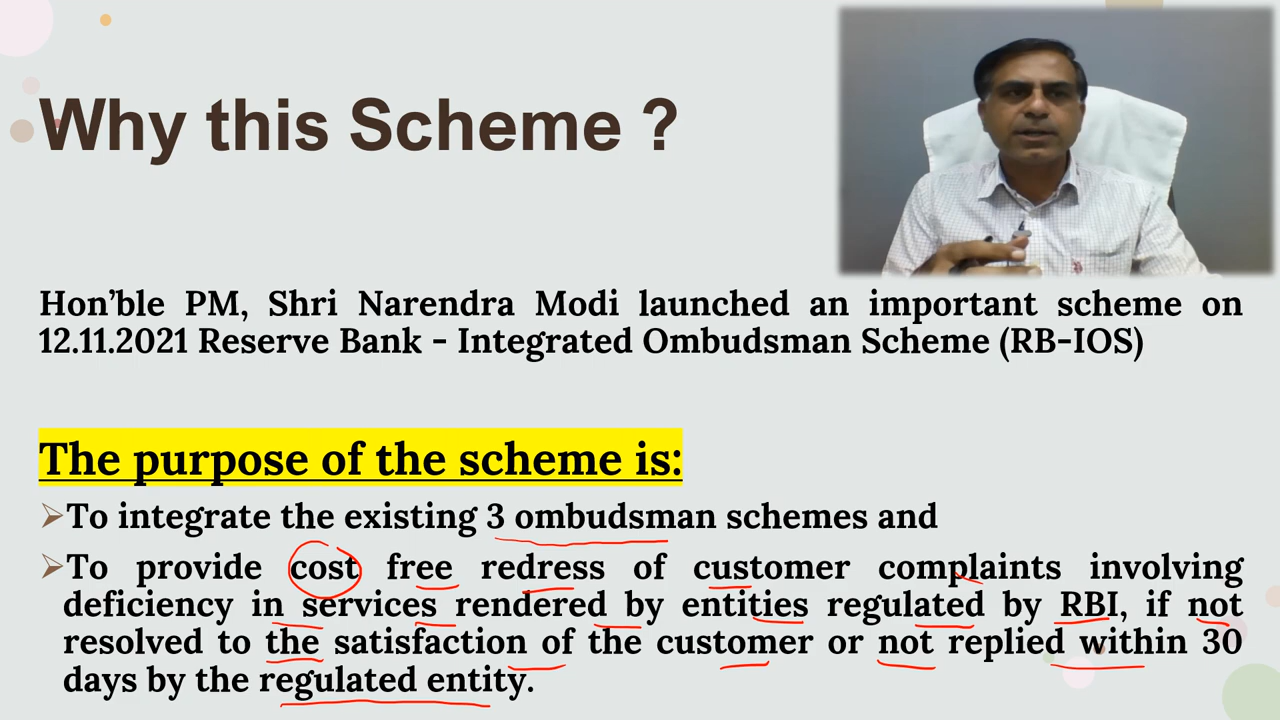 Why this Scheme ?
Hon’ble PM, Shri Narendra Modi launched an important scheme on
12.11.2021 Reserve Bank - Integrated Ombudsman Scheme (RB-IOS)
The purpose of the scheme is:
➢To integrate the existing 3 ombudsman schemes and
➢To provide cost free redress of customer complaints involving
deficiency in services rendered by entities regulated by RBI, if not
resolved to the satisfaction of the customer or not replied within 30
days by the regulated entity.